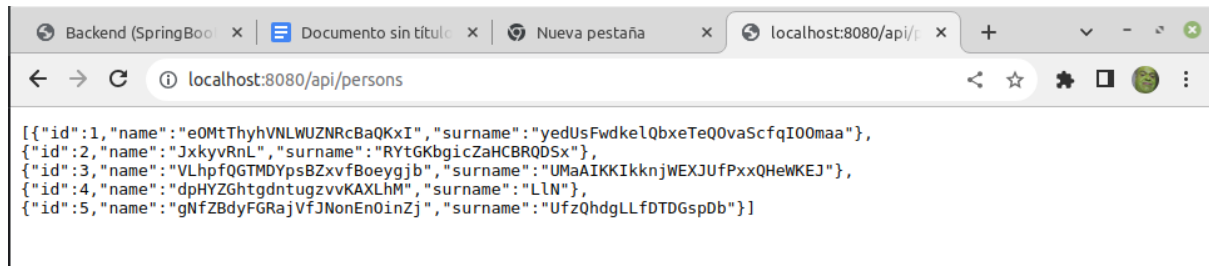 Backend (SpringBoo
Documento sin título
Nueva pestaña
localhost:8080/api/p
localhost:8080/api/persons
[{"id":1,"name":"eOMtThyhVNLWUZNRcBaQKxI","surname":"yedUsFwdkelQbxeTeQOvaScfqIOOmaa"},
{"id":2,"name":"JxkyvRnL","surname":"RYtGKbgicZaHCBRQDSx"},
{"id":3,"name":"VLhpfQGTMDYpsBZxvfBoeygjb","surname":"UMaAIKKIkknjWEXJUfPxxQHeWKEJ"},
{"id":4,"name":"dpHYZGhtgdntugzvvKAXLhM","surname":"LlN"},
{"id":5,"name":"gNfZBdyFGRajVfJNonEnOinZj","surname":"UfzQhdgLLfDTDGspDb"}]